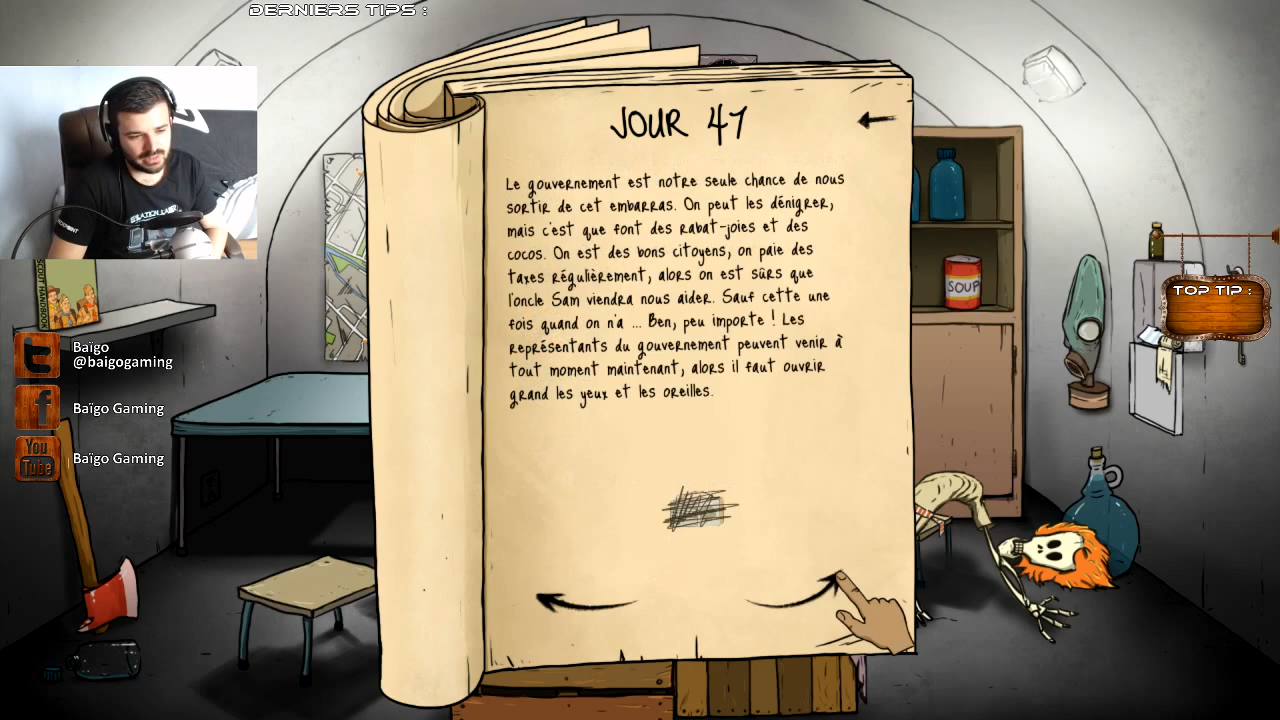 DERNIERS TIPS :
JOUR 47
Le gouvernement est notre seule chance de nous
sortir de cet embarras. On peut les dénigrer,
mais c'est que font des rabat-joies et des
cocos. On est des bons citoyens, on paie des
taxes régulièrement, alors on est sûrs que
l'oncle Sam viendra nous aider. Sauf cette une
fois quand on n'a ... Ben, peu importe ! Les
représentants du gouvernement peuvent venir à
tout moment maintenant, alors il faut ouvrir
grand les yeux et les oreilles.
SCOUT HANDBOOK
Baïgo
@baigogaming
Baïgo Gaming
You
Tube
Baïgo Gaming
SOUP
TOP TIP :